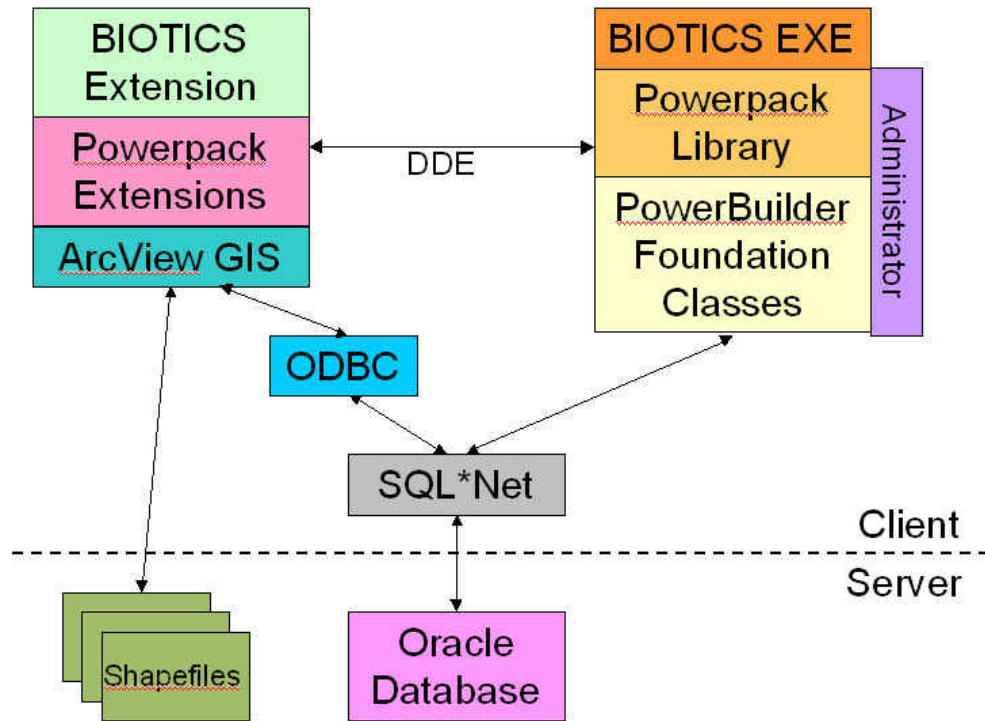 BIOTICS
Extension
Powerpack
Extensions
ArcView GIS
DDE
BIOTICS EXE
Powerpack
Library
PowerBuilder
Foundation
Classes
Administrator
ODBC
SQL*Net
Client
Server
Shapefiles
Oracle
Database